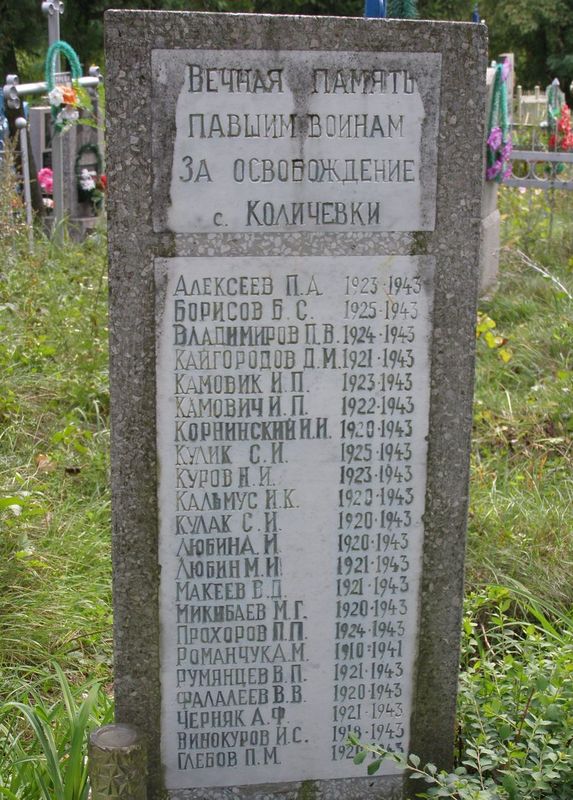 Вечная память
павшим воинам
За освобождение
с. Количевки
Алексеев П.А. 1923-1943
Борисов Б.С. 1925-1943
Владимиров П.В. 1924-1943
Кайгородов Д.М. 1921-1943
Камовик И.П. 1923-1943
Камович И.П. 1922-1943
Корнинский И.И. 1920-1943
Кулик С.И. 1925-1943
Куров Н.И. 1923-1943
Кальмус И.К. 1920-1943
Кулак С.И. 1920-1943
Любин А.И. 1920-1943
Любин М.И. 1921-1943
Макеев В.Д. 1921-1943
Микибаев М.Г. 1920-1943
Прохоров П.П. 1924-1943
Романчук А.М. 1910-1941
Румянцев В.П. 1921-1943
Фалалеев В.В. 1920-1943
Черняк А.Ф. 1921-1943
Винокуров И.С. 1918-1943
Глебов П.М.